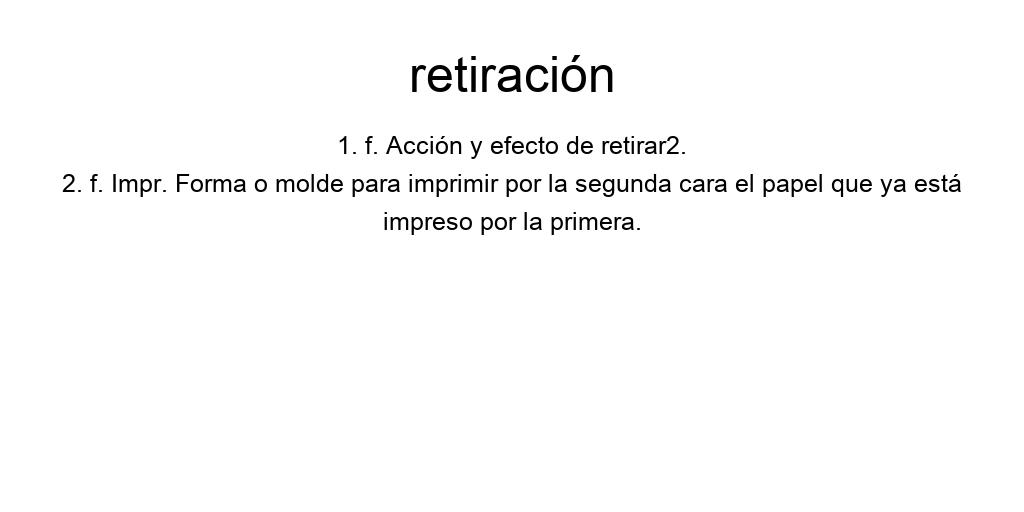 retiración
1. f. Acción y efecto de retirar2.
2. f. Impr. Forma o molde para imprimir por la segunda cara el papel que ya está
impreso por la primera.